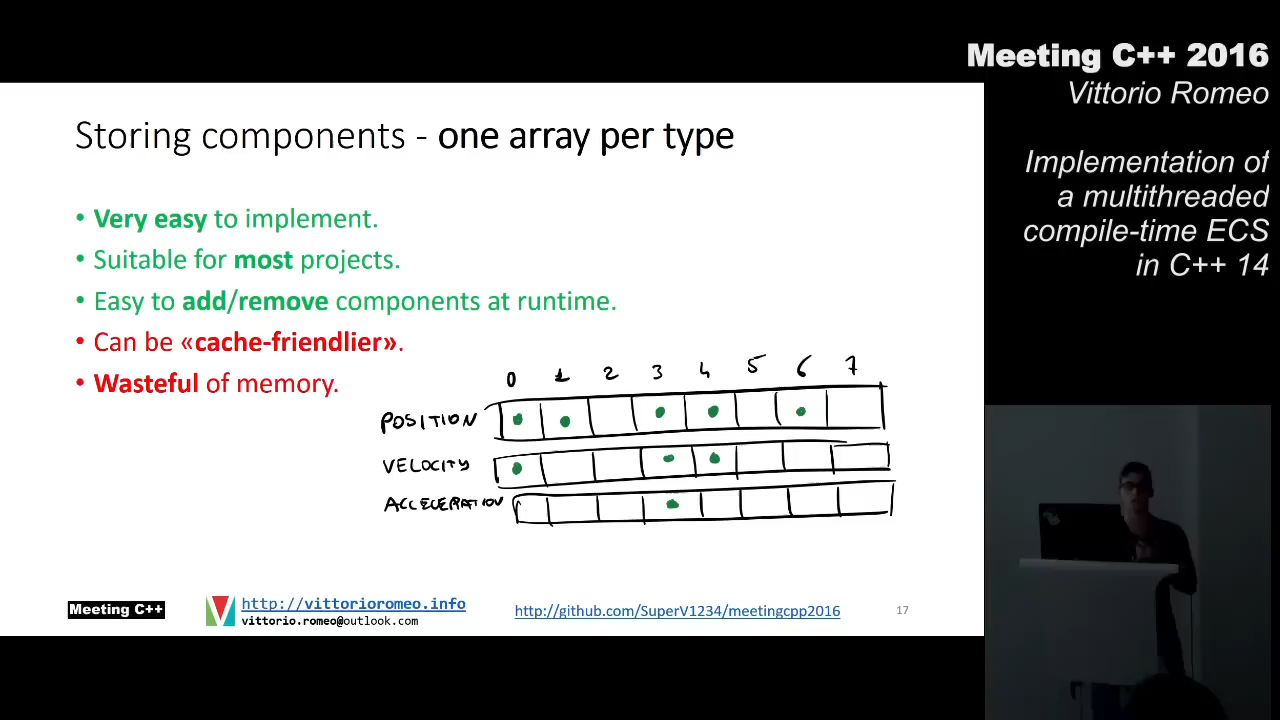 Meeting C++ 2016
Vittorio Romeo
Implementation of
a multithreaded
compile-time ECS
in C++ 14
Storing components - one array per type
• Very easy to implement.
• Suitable for most projects.
• Easy to add/remove components at runtime.
• Can be «cache-friendlier».
• Wasteful of memory.
0 1 2 3 4 5 6 7
POSITION
VELOCITY
ACCELERATION
Meeting C++
http://vittorioromeo.info
vittorio.romeo@outlook.com
http://github.com/SuperV1234/meetingcpp2016
17